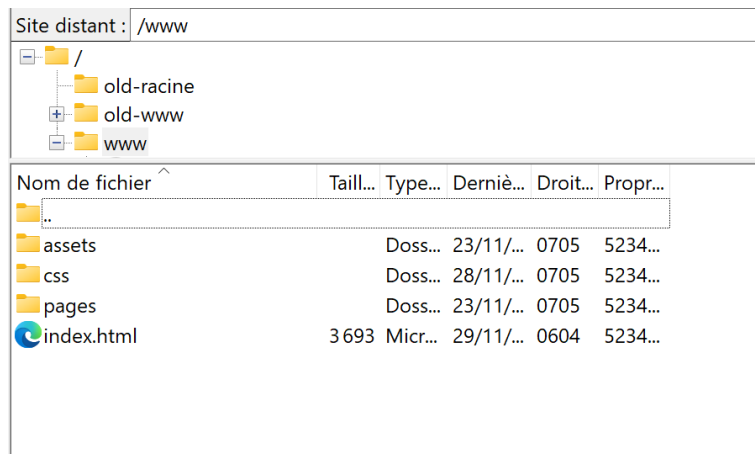 Site distant : /www
/
old-racine
old-www
www
Nom de fichier Taill... Type... Derniè... Droit... Propr...
..
assets Doss... 23/11/... 0705 5234...
css Doss... 28/11/... 0705 5234...
pages Doss... 23/11/... 0705 5234...
index.html 3 693 Micr... 29/11/... 0604 5234...